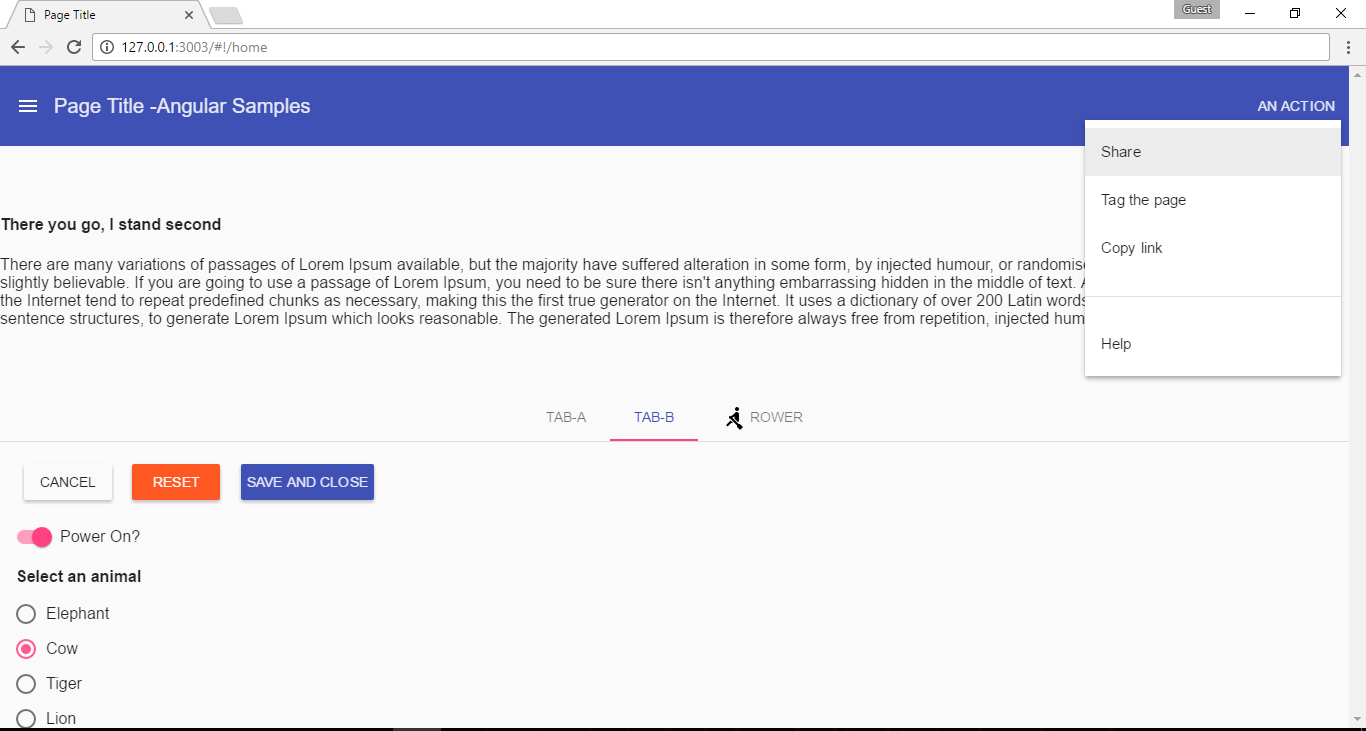 Page Title
Guest
127.0.0.1:3003/#!/home
Page Title -Angular Samples
AN ACTION
Share
Tag the page
Copy link
Help
There you go, I stand second
There are many variations of passages of Lorem Ipsum available, but the majority have suffered alteration in some form, by injected humour, or randomise
slightly believable. If you are going to use a passage of Lorem Ipsum, you need to be sure there isn't anything embarrassing hidden in the middle of text.
the Internet tend to repeat predefined chunks as necessary, making this the first true generator on the Internet. It uses a dictionary of over 200 Latin words
sentence structures, to generate Lorem Ipsum which looks reasonable. The generated Lorem Ipsum is therefore always free from repetition, injected hum
TAB-A
TAB-B
ROWER
CANCEL
RESET
SAVE AND CLOSE
Power On?
Select an animal
Elephant
Cow
Tiger
Lion